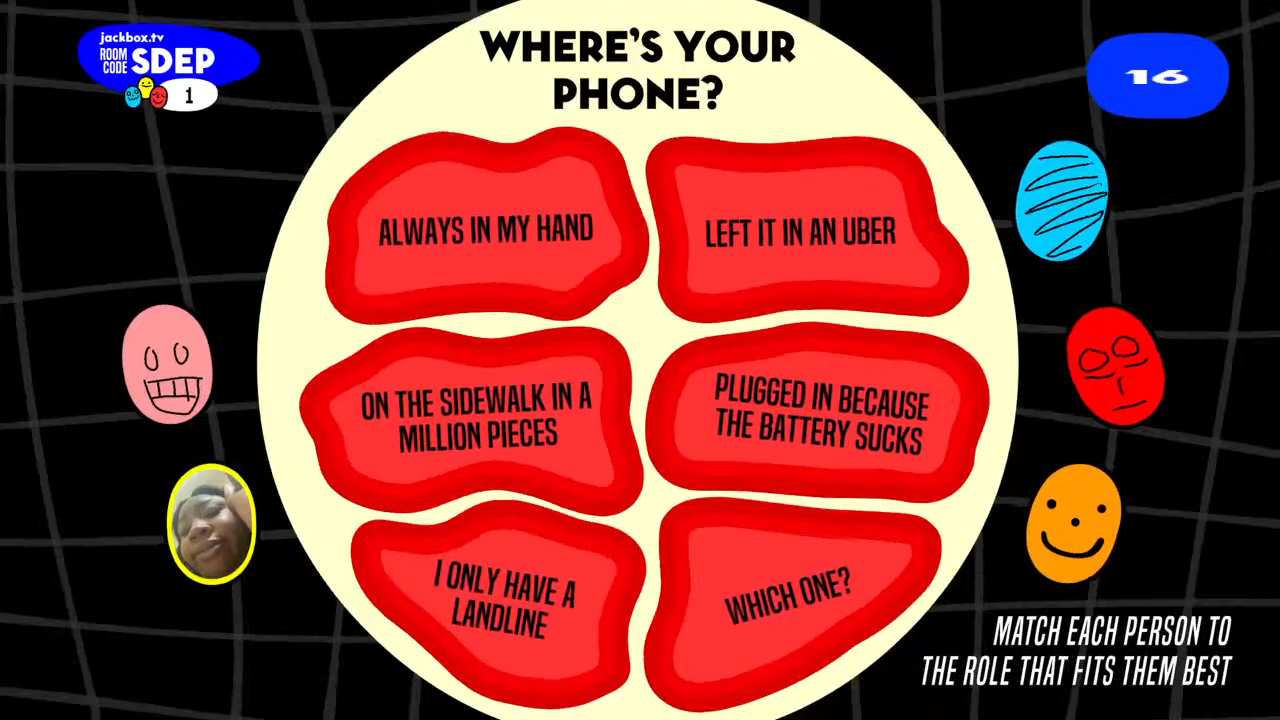 jackbox.tv
ROOM CODE SDEP
1
WHERE'S YOUR
PHONE?
16
ALWAYS IN MY HAND
LEFT IT IN AN UBER
ON THE SIDEWALK IN A
MILLION PIECES
PLUGGED IN BECAUSE
THE BATTERY SUCKS
I ONLY HAVE A
LANDLINE
WHICH ONE?
MATCH EACH PERSON TO
THE ROLE THAT FITS THEM BEST